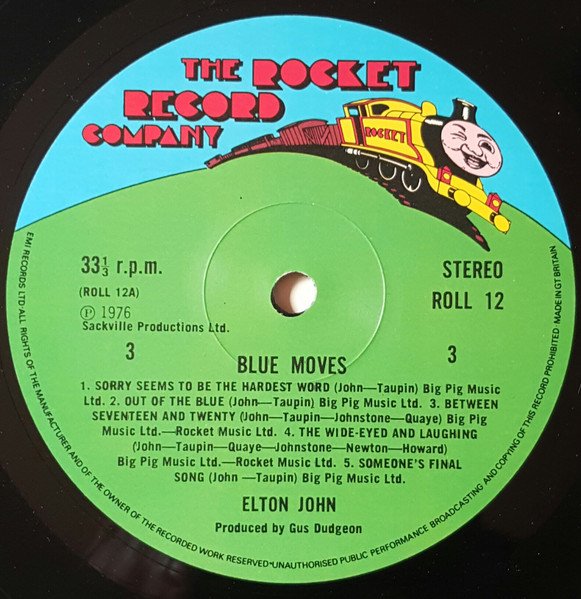 THE ROCKET
RECORD
COMPANY
ROCKET
33⅓ r.p.m.
STEREO
(ROLL 12A)
ROLL 12
Ⓟ 1976
Sackville Productions Ltd.
3
3
BLUE MOVES
1. SORRY SEEMS TO BE THE HARDEST WORD (John—Taupin) Big Pig Music
Ltd. 2. OUT OF THE BLUE (John—Taupin) Big Pig Music Ltd. 3. BETWEEN
SEVENTEEN AND TWENTY (John—Taupin—Johnstone—Quaye) Big Pig
Music Ltd.—Rocket Music Ltd. 4. THE WIDE-EYED AND LAUGHING
(John—Taupin—Quaye—Johnstone—Newton—Howard)
Big Pig Music Ltd.—Rocket Music Ltd. 5. SOMEONE'S FINAL
SONG (John —Taupin) Big Pig Music Ltd.
ELTON JOHN
Produced by Gus Dudgeon
EMI RECORDS LTD·ALL RIGHTS OF THE MANUFACTURER AND OF THE OWNER OF THE RECORDED WORK RESERVED·UNAUTHORISED PUBLIC PERFORMANCE BROADCASTING AND COPYING OF THIS RECORD PROHIBITED·MADE IN GT BRITAIN